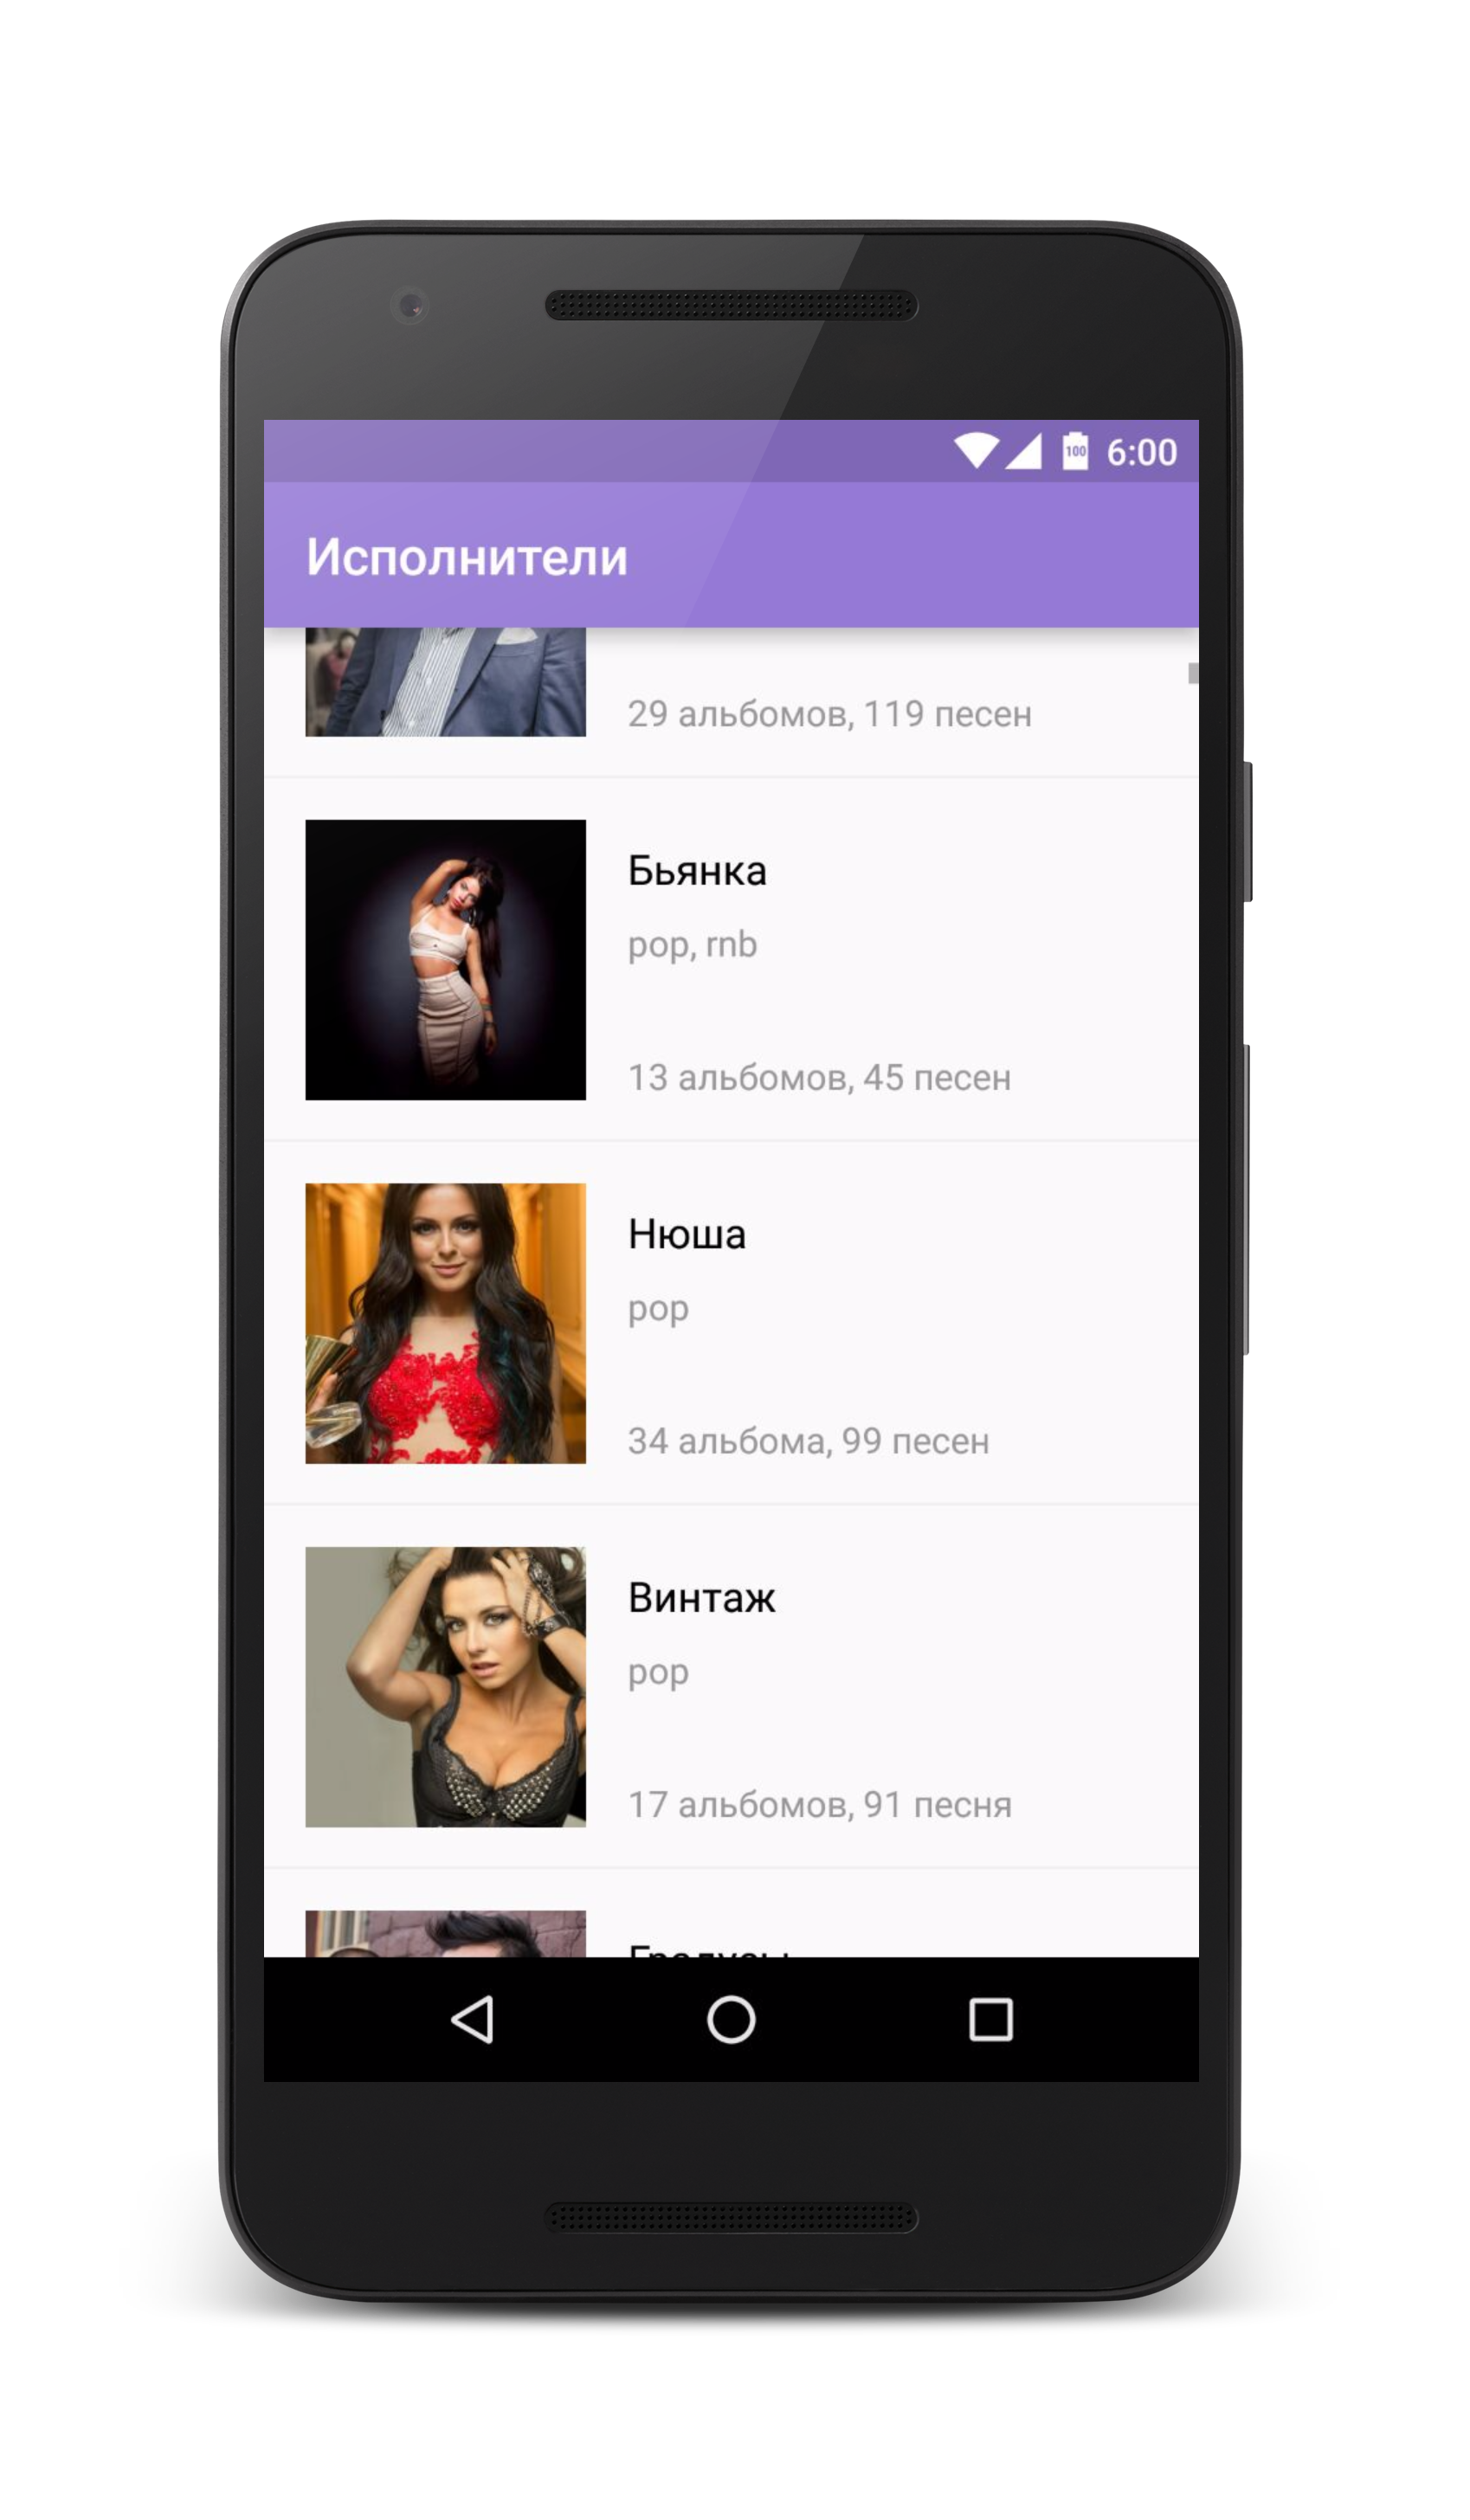 100 6:00
Исполнители
29 альбомов, 119 песен
Бьянка
pop, rnb
13 альбомов, 45 песен
Нюша
pop
34 альбома, 99 песен
Винтаж
pop
17 альбомов, 91 песня